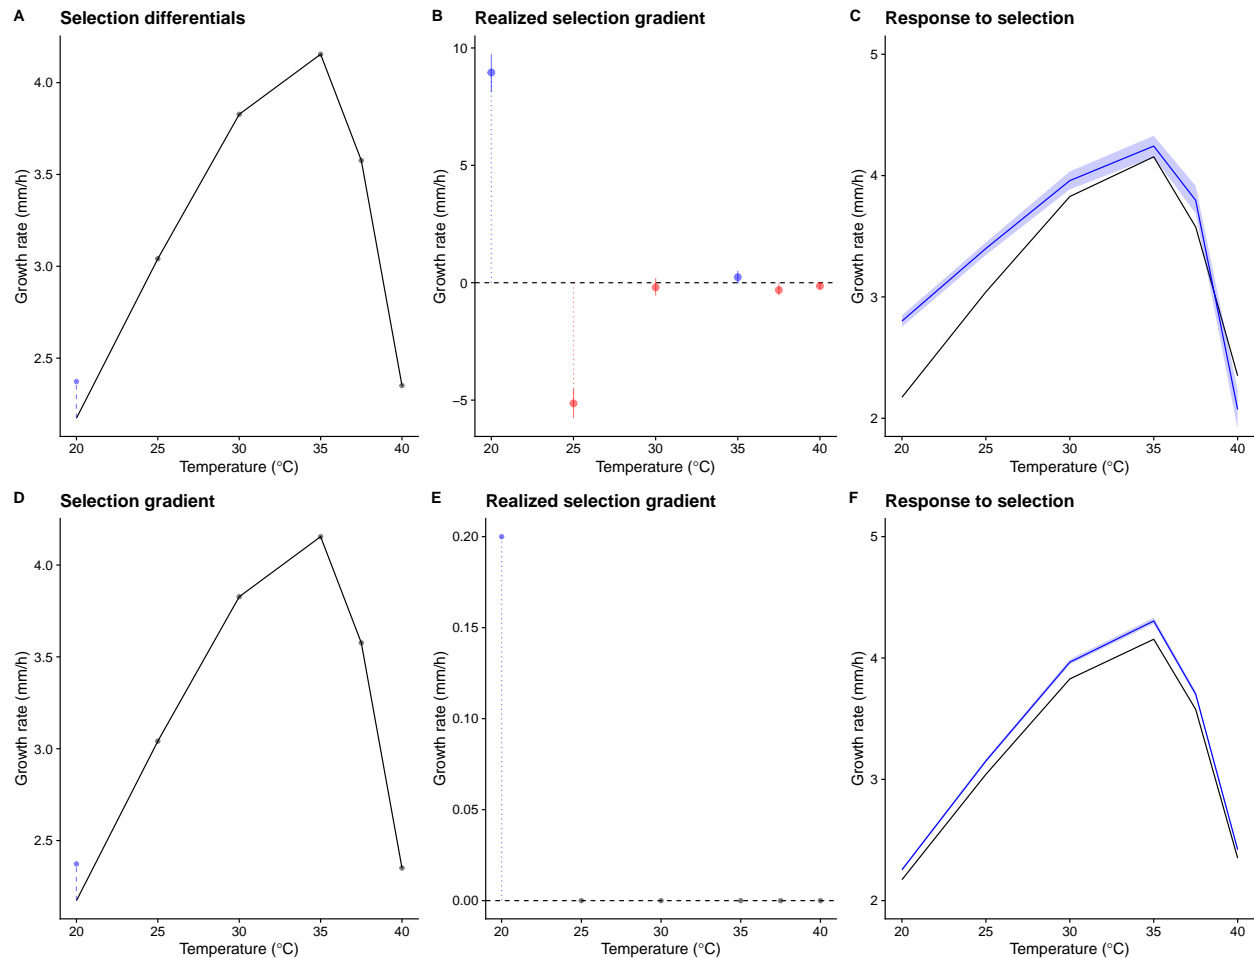 A Selection differentials
Growth rate (mm/h)
4.0
3.5
3.0
2.5
20 25 30 35 40
Temperature (°C)
B Realized selection gradient
Growth rate (mm/h)
10
5
0
−5
20 25 30 35 40
Temperature (°C)
C Response to selection
Growth rate (mm/h)
5
4
3
2
20 25 30 35 40
Temperature (°C)
D Selection gradient
Growth rate (mm/h)
4.0
3.5
3.0
2.5
20 25 30 35 40
Temperature (°C)
E Realized selection gradient
Growth rate (mm/h)
0.20
0.15
0.10
0.05
0.00
20 25 30 35 40
Temperature (°C)
F Response to selection
Growth rate (mm/h)
5
4
3
2
20 25 30 35 40
Temperature (°C)